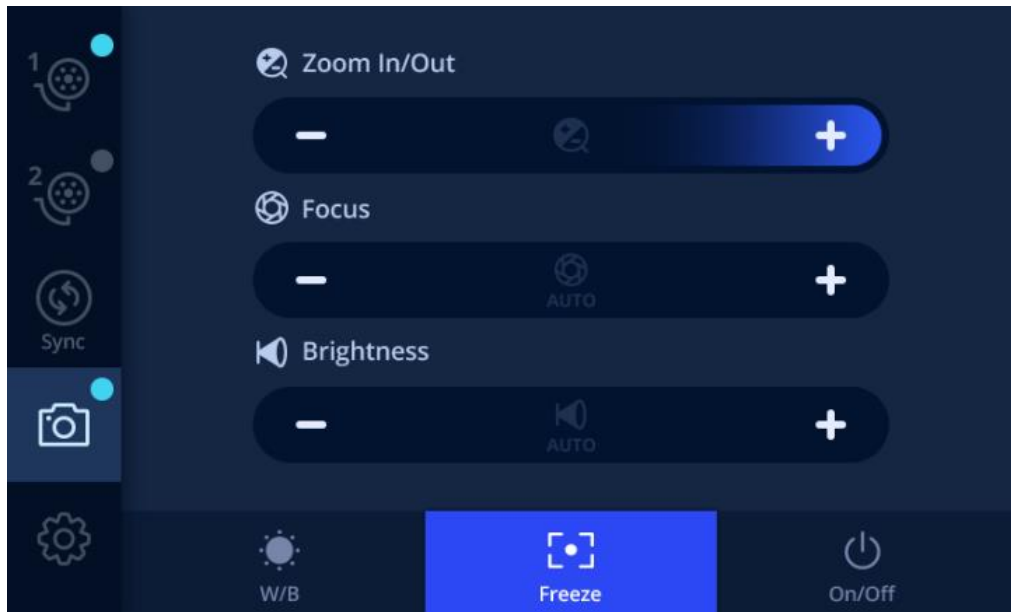 1
Zoom In/Out
2
Focus
AUTO
Sync
Brightness
AUTO
W/B
Freeze
On/Off